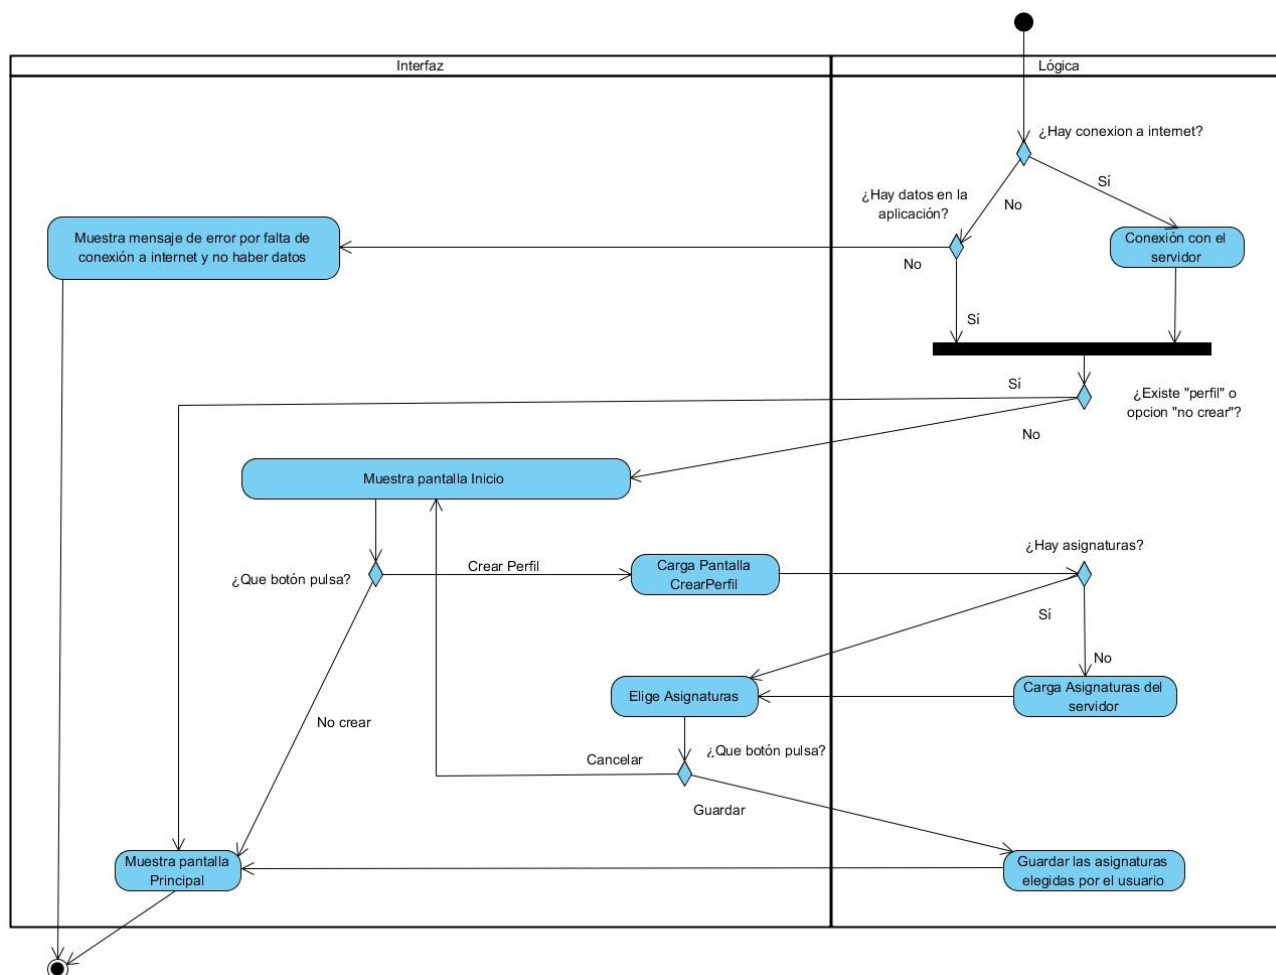 Interfaz
Lógica
¿Hay conexion a internet?
¿Hay datos en la
aplicación?
No
Sí
Muestra mensaje de error por falta de
conexión a internet y no haber datos
No
Conexión con el
servidor
Sí
Sí
¿Existe "perfil" o
opcion "no crear"?
No
Muestra pantalla Inicio
¿Que botón pulsa?
Crear Perfil
Carga Pantalla
CrearPerfil
¿Hay asignaturas?
Sí
No
Elige Asignaturas
Carga Asignaturas del
servidor
No crear
Cancelar
¿Que botón pulsa?
Guardar
Muestra pantalla
Principal
Guardar las asignaturas
elegidas por el usuario